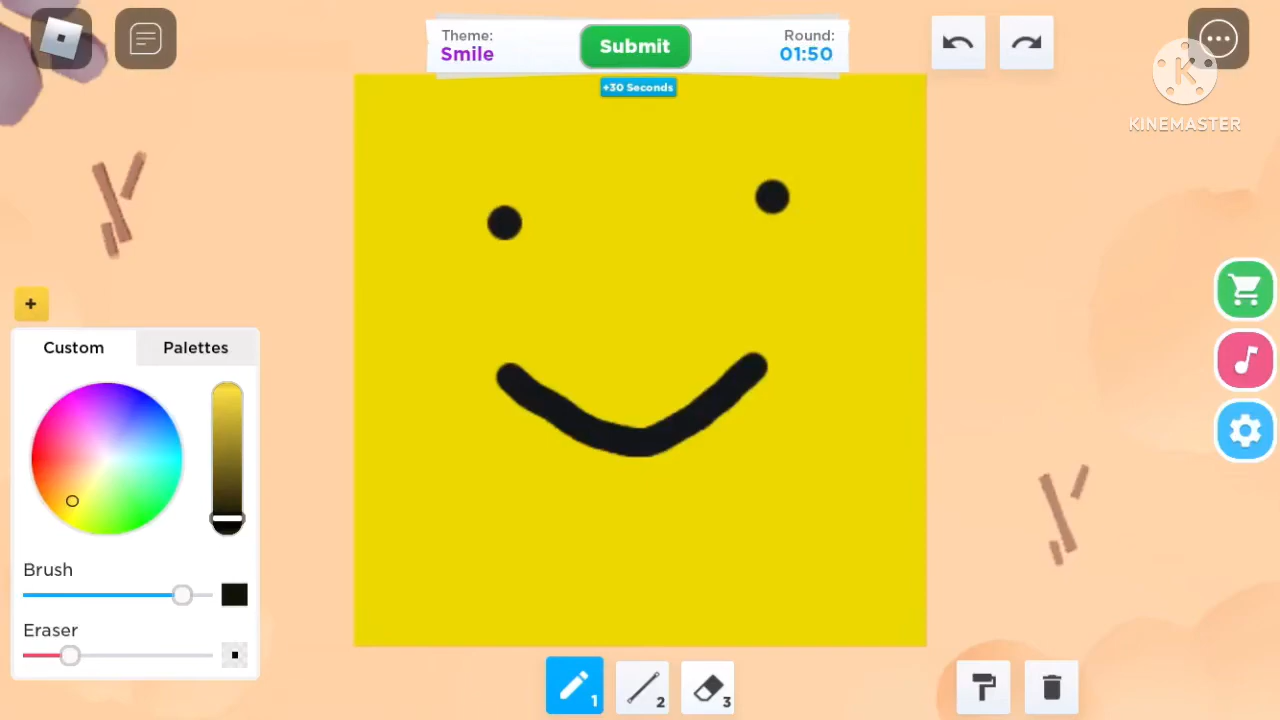 Theme:
Smile
Submit
Round:
01:50
+30 Seconds
K
KINEMASTER
+
Custom
Palettes
Brush
Eraser
1
2
3